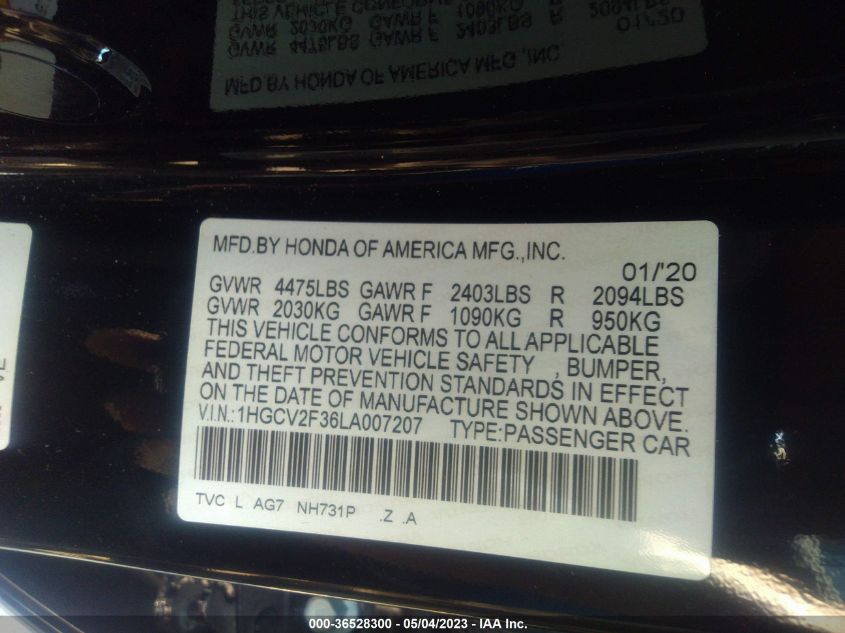 MFD.BY HONDA OF AMERICA MFG.,INC.
01/'20
GVWR 4475LBS GAWR F 2403LBS R 2094LBS
GVWR 2030KG GAWR F 1090KG R 950KG
THIS VEHICLE CONFORMS TO ALL APPLICABLE
FEDERAL MOTOR VEHICLE SAFETY , BUMPER,
AND THEFT PREVENTION STANDARDS IN EFFECT
ON THE DATE OF MANUFACTURE SHOWN ABOVE.
V.I.N.:1HGCV2F36LA007207 TYPE:PASSENGER CAR
TVC L AG7 NH731P .Z .A
000-36528300 - 05/04/2023 - IAA Inc.